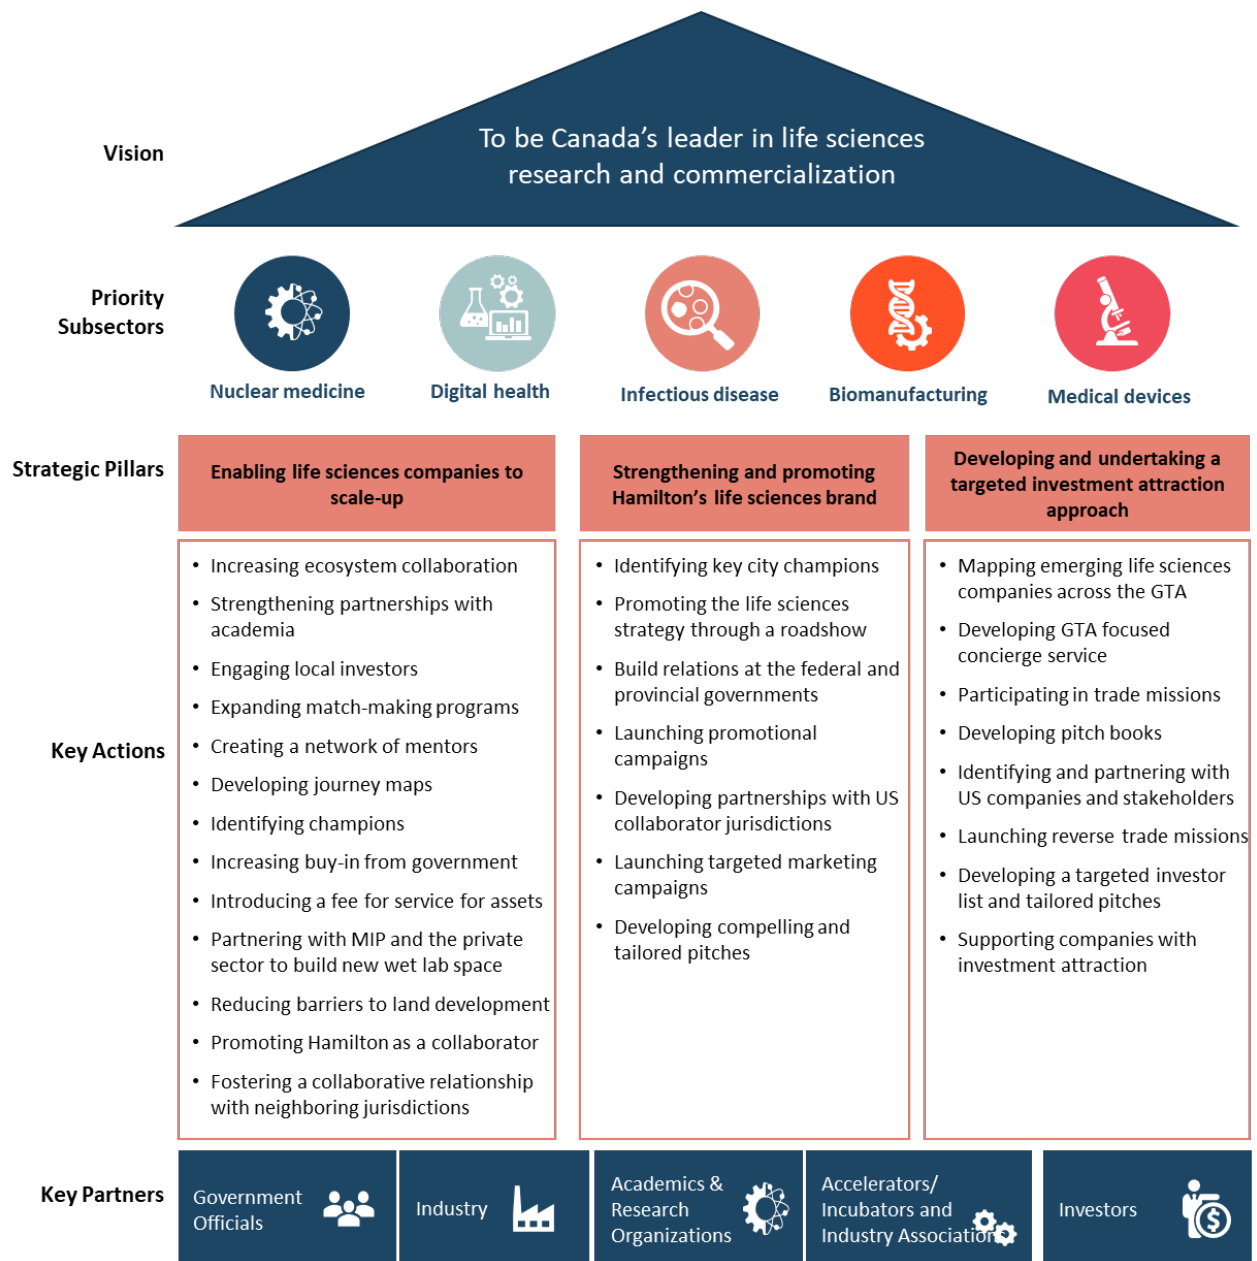 Vision
To be Canada's leader in life sciences
research and commercialization
Priority
Subsectors
Nuclear medicine
Digital health
Infectious disease
Biomanufacturing
Medical devices
Strategic Pillars
Enabling life sciences companies to
scale-up
Strengthening and promoting
Hamilton's life sciences brand
Developing and undertaking a
targeted investment attraction
approach
Key Actions
• Increasing ecosystem collaboration
• Strengthening partnerships with
academia
• Engaging local investors
• Expanding match-making programs
• Creating a network of mentors
• Developing journey maps
• Identifying champions
• Increasing buy-in from government
• Introducing a fee for service for assets
• Partnering with MIP and the private
sector to build new wet lab space
• Reducing barriers to land development
• Promoting Hamilton as a collaborator
• Fostering a collaborative relationship
with neighboring jurisdictions
• Identifying key city champions
• Promoting the life sciences
strategy through a roadshow
• Build relations at the federal and
provincial governments
• Launching promotional
campaigns
• Developing partnerships with US
collaborator jurisdictions
• Launching targeted marketing
campaigns
• Developing compelling and
tailored pitches
• Mapping emerging life sciences
companies across the GTA
• Developing GTA focused
concierge service
• Participating in trade missions
• Developing pitch books
• Identifying and partnering with
US companies and stakeholders
• Launching reverse trade missions
• Developing a targeted investor
list and tailored pitches
• Supporting companies with
investment attraction
Key Partners
Government
Officials
Industry
Academics &
Research
Organizations
Accelerators/
Incubators and
Industry Associations
Investors
$